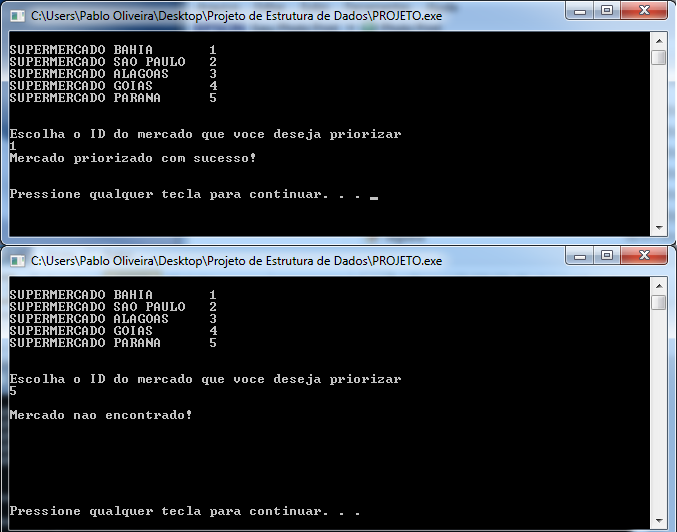 C:\Users\Pablo Oliveira\Desktop\Projeto de Estrutura de Dados\PROJETO.exe
SUPERMERCADO BAHIA 1
SUPERMERCADO SAO PAULO 2
SUPERMERCADO ALAGOAS 3
SUPERMERCADO GOIAS 4
SUPERMERCADO PARANA 5
Escolha o ID do mercado que voce deseja priorizar
1
Mercado priorizado com sucesso!
Pressione qualquer tecla para continuar. . . _
C:\Users\Pablo Oliveira\Desktop\Projeto de Estrutura de Dados\PROJETO.exe
SUPERMERCADO BAHIA 1
SUPERMERCADO SAO PAULO 2
SUPERMERCADO ALAGOAS 3
SUPERMERCADO GOIAS 4
SUPERMERCADO PARANA 5
Escolha o ID do mercado que voce deseja priorizar
5
Mercado nao encontrado!
Pressione qualquer tecla para continuar. . .